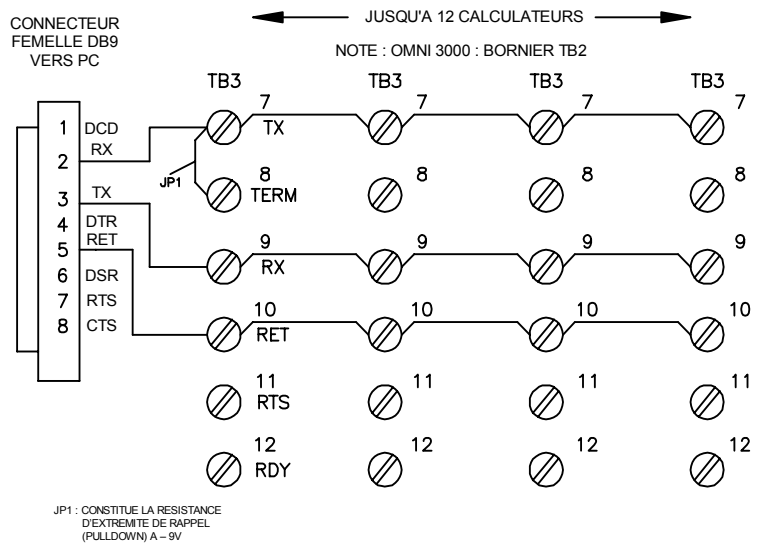 CONNECTEUR
FEMELLE DB9
VERS PC
JUSQU'A 12 CALCULATEURS
NOTE : OMNI 3000 : BORNIER TB2
TB3 TB3 TB3 TB3
1 DCD
2 RX
3 TX
4 DTR
5 RET
6 DSR
7 RTS
8 CTS
JP1
7 7 7 7
TX
8 8 8 8
TERM
9 9 9 9
RX
10 10 10 10
RET
11 11 11 11
RTS
12 12 12 12
RDY
JP1 : CONSTITUE LA RESISTANCE
D'EXTREMITE DE RAPPEL
(PULLDOWN) A – 9V